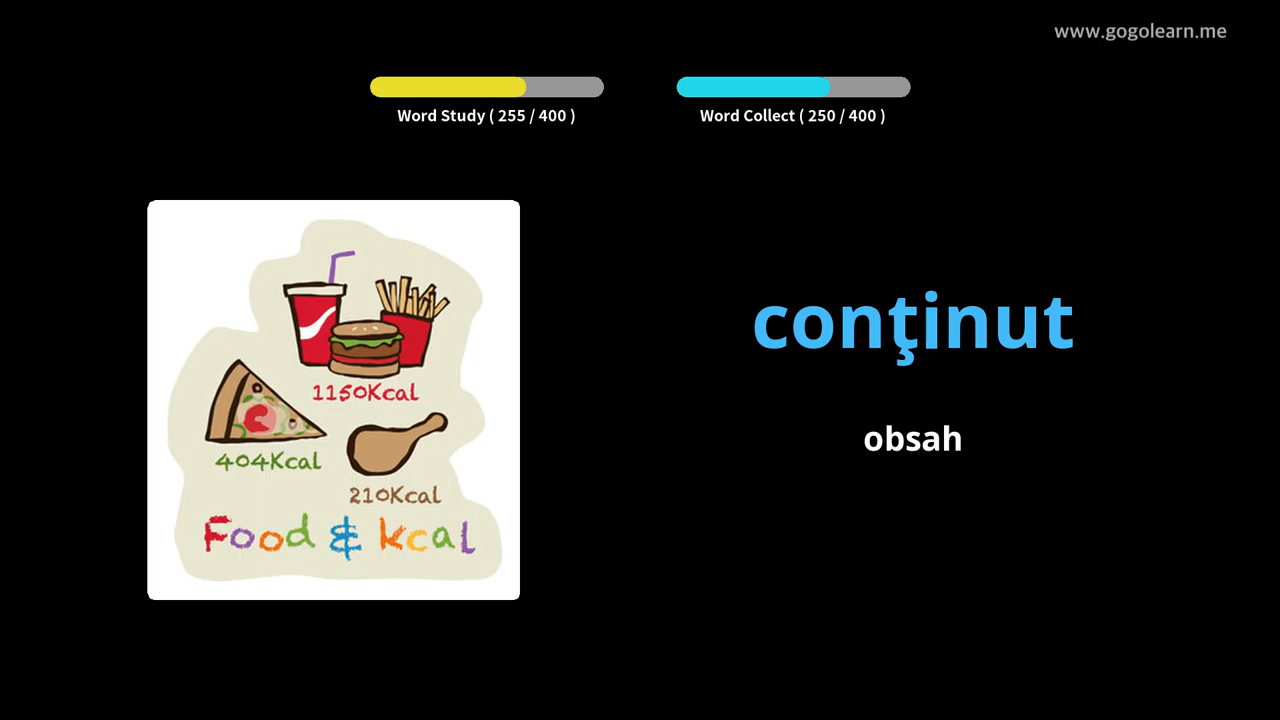 www.gogolearn.me
Word Study ( 255 / 400 )
Word Collect ( 250 / 400 )
1150Kcal
404Kcal
210Kcal
Food & kcal
conţinut
obsah